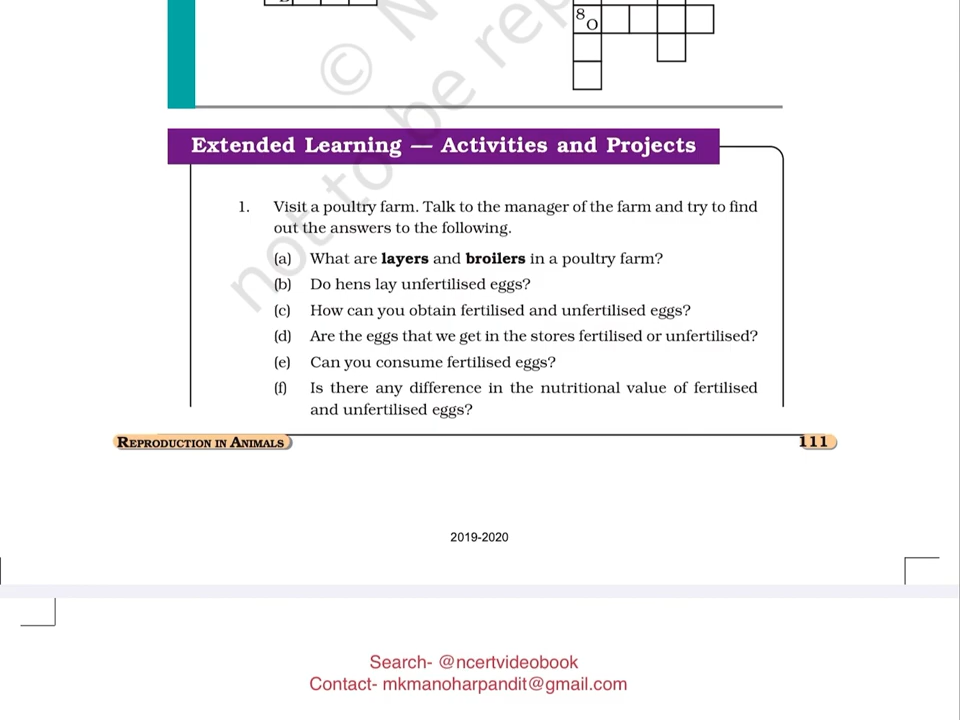 8
O
© N
not to be rep
Extended Learning — Activities and Projects
1. Visit a poultry farm. Talk to the manager of the farm and try to find
out the answers to the following.
(a) What are layers and broilers in a poultry farm?
(b) Do hens lay unfertilised eggs?
(c) How can you obtain fertilised and unfertilised eggs?
(d) Are the eggs that we get in the stores fertilised or unfertilised?
(e) Can you consume fertilised eggs?
(f) Is there any difference in the nutritional value of fertilised
and unfertilised eggs?
REPRODUCTION IN ANIMALS 111
2019-2020
Search- @ncertvideobook
Contact- mkmanoharpandit@gmail.com